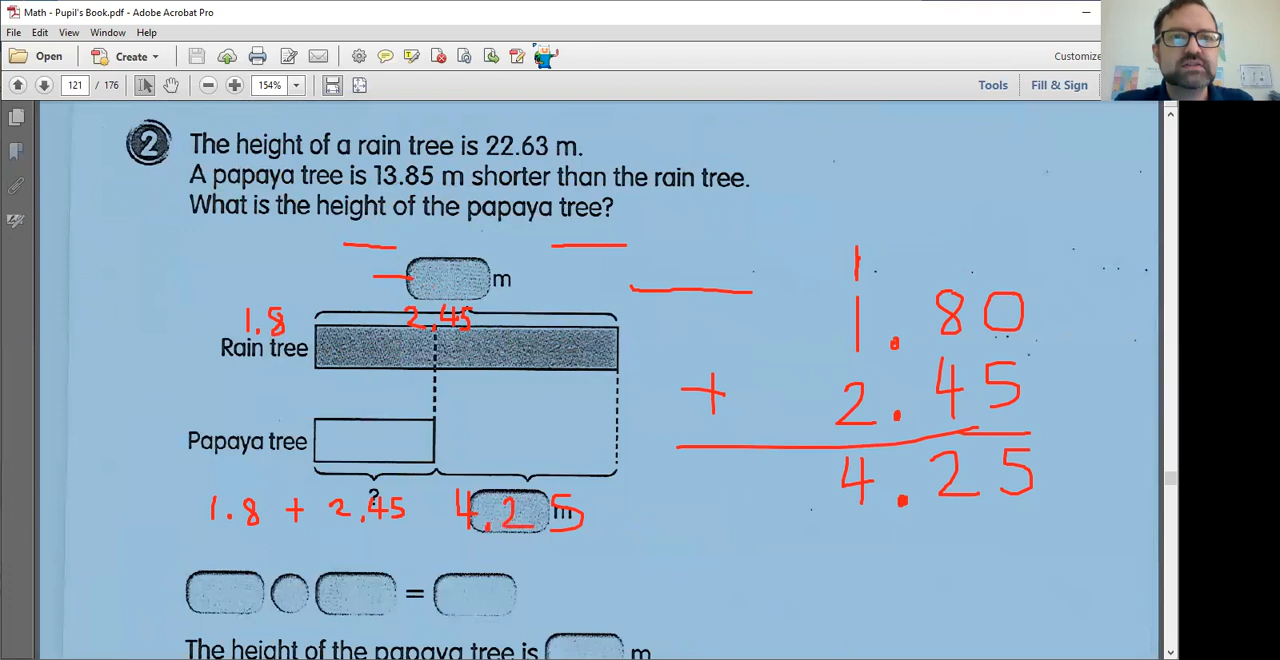 Math - Pupil's Book.pdf - Adobe Acrobat Pro
File Edit View Window Help
Open Create Customize
121 / 176 154% Tools Fill & Sign
2 The height of a rain tree is 22.63 m.
A papaya tree is 13.85 m shorter than the rain tree.
What is the height of the papaya tree?
m
1.8 2.45
Rain tree
Papaya tree
?
1.8 + 2.45 4.25 m
=
The height of the papaya tree is m
1
1.80
+ 2.45
4.25